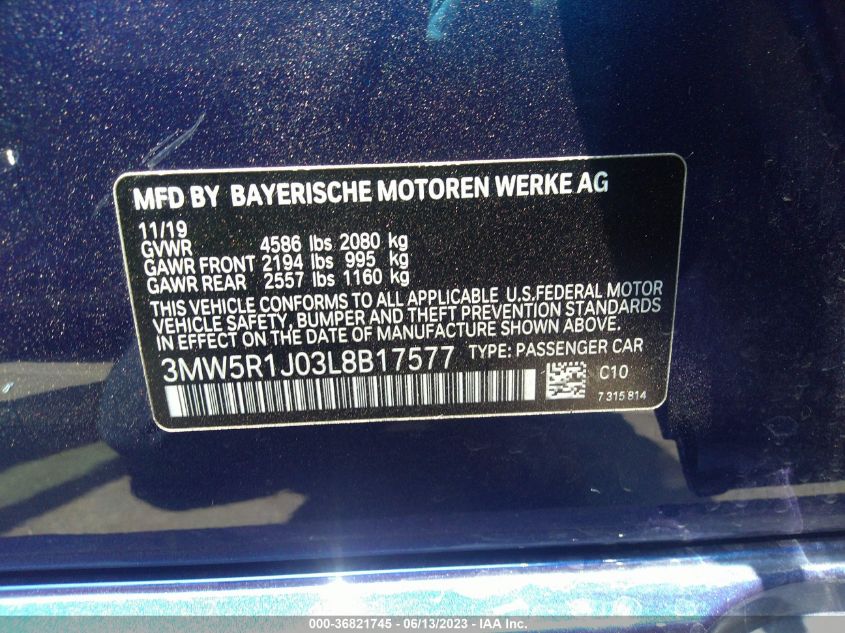 MFD BY BAYERISCHE MOTOREN WERKE AG
11/19
GVWR 4586 lbs 2080 kg
GAWR FRONT 2194 lbs 995 kg
GAWR REAR 2557 lbs 1160 kg
THIS VEHICLE CONFORMS TO ALL APPLICABLE U.S.FEDERAL MOTOR
VEHICLE SAFETY, BUMPER AND THEFT PREVENTION STANDARDS
IN EFFECT ON THE DATE OF MANUFACTURE SHOWN ABOVE.
3MW5R1J03L8B17577 TYPE: PASSENGER CAR
C10
7 315 814
000-36821745 - 06/13/2023 - IAA Inc.